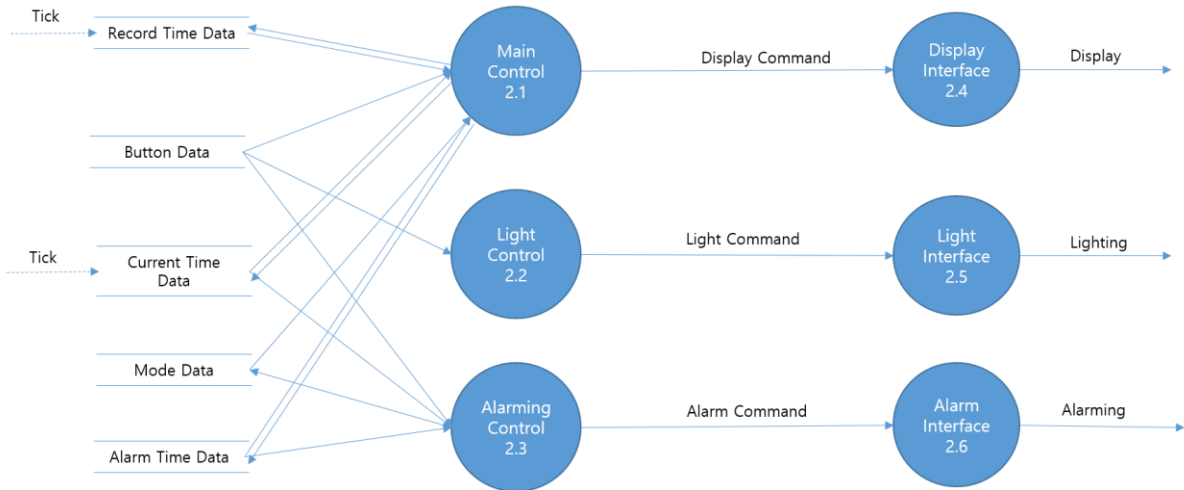 Tick
Record Time Data
Main
Control
2.1
Display Command
Display
Interface
2.4
Display
Button Data
Tick
Current Time
Data
Light
Control
2.2
Light Command
Light
Interface
2.5
Lighting
Mode Data
Alarm Time Data
Alarming
Control
2.3
Alarm Command
Alarm
Interface
2.6
Alarming